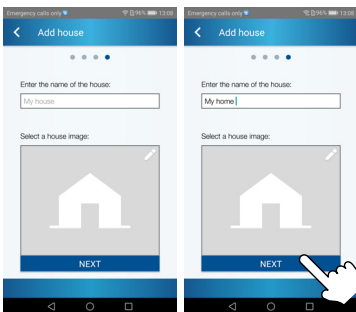 Emergency calls only 96% 13:08
Add house
Enter the name of the house:
My house
Select a house image:
NEXT
Emergency calls only 96% 13:08
Add house
Enter the name of the house:
My home
Select a house image:
NEXT